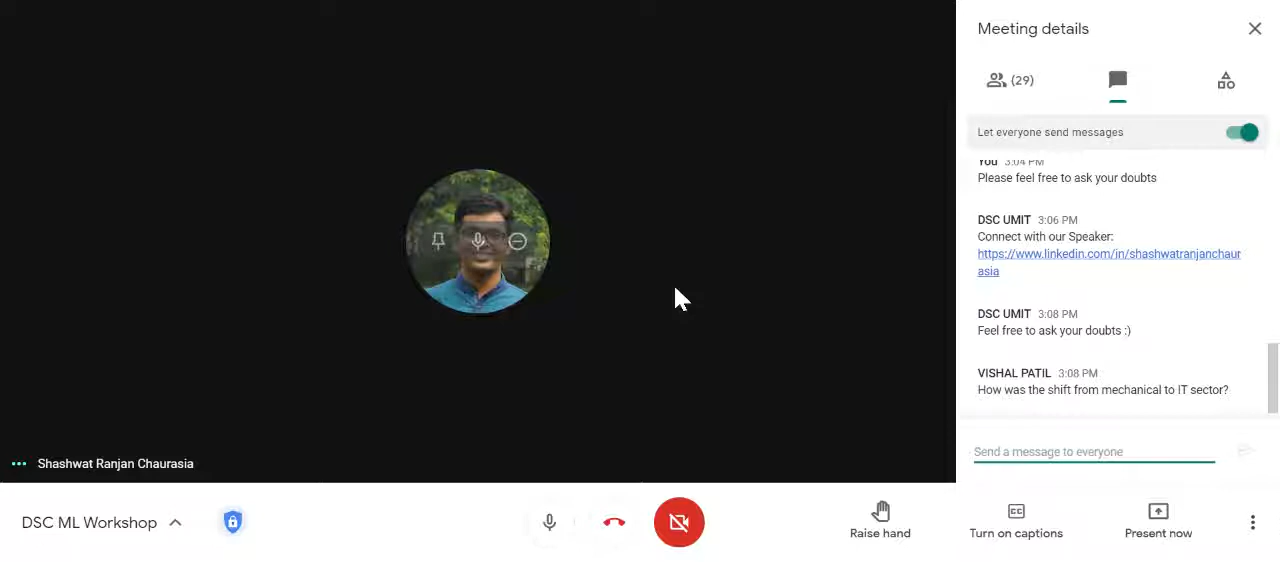 Meeting details
(29)
Let everyone send messages
You 3:04 PM
Please feel free to ask your doubts
DSC UMIT 3:06 PM
Connect with our Speaker:
https://www.linkedin.com/in/shashwatranjanchaur
asia
DSC UMIT 3:08 PM
Feel free to ask your doubts :)
VISHAL PATIL 3:08 PM
How was the shift from mechanical to IT sector?
Send a message to everyone
Shashwat Ranjan Chaurasia
DSC ML Workshop
Raise hand
CC
Turn on captions
Present now